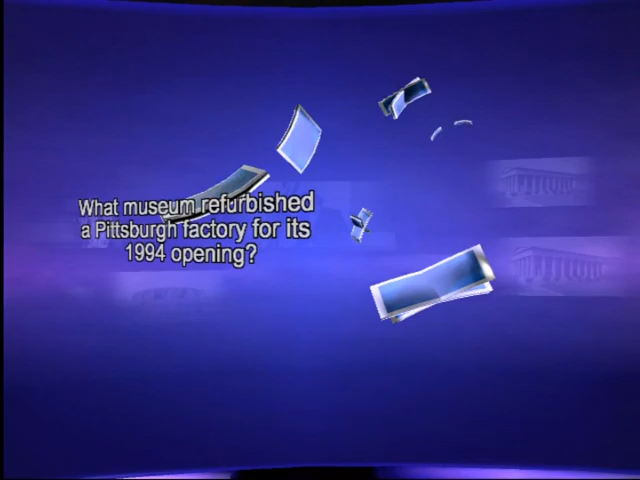 What museum refurbished
a Pittsburgh factory for its
1994 opening?